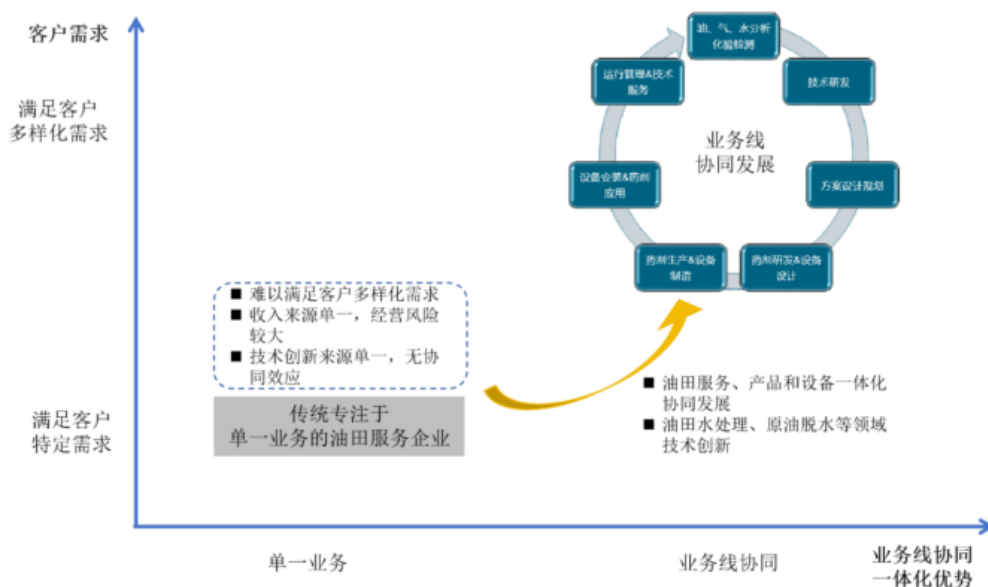 客户需求
满足客户
多样化需求
油、气、水分析
化验检测
运行管理&技术
服务
技术研发
业务线
协同发展
设备安装&药剂
应用
方案设计规划
药剂生产&设备
制造
药剂研发&设备
设计
■ 难以满足客户多样化需求
■ 收入来源单一，经营风险
较大
■ 技术创新来源单一，无协
同效应
传统专注于
单一业务的油田服务企业
满足客户
特定需求
■ 油田服务、产品和设备一体化
协同发展
■ 油田水处理、原油脱水等领域
技术创新
单一业务
业务线协同
业务线协同
一体化优势